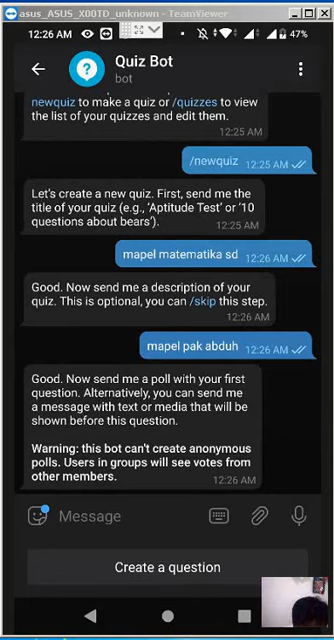 asus_ASUS_X00TD_unknown - TeamViewer
12:26 AM
47%
Quiz Bot
bot
newquiz to make a quiz or /quizzes to view
the list of your quizzes and edit them.
12:25 AM
/newquiz 12:25 AM
Let's create a new quiz. First, send me the
title of your quiz (e.g., 'Aptitude Test' or '10
questions about bears').
12:25 AM
mapel matematika sd 12:26 AM
Good. Now send me a description of your
quiz. This is optional, you can /skip this step.
12:26 AM
mapel pak abduh 12:26 AM
Good. Now send me a poll with your first
question. Alternatively, you can send me
a message with text or media that will be
shown before this question.
Warning: this bot can't create anonymous
polls. Users in groups will see votes from
other members.
12:26 AM
Message
Create a question